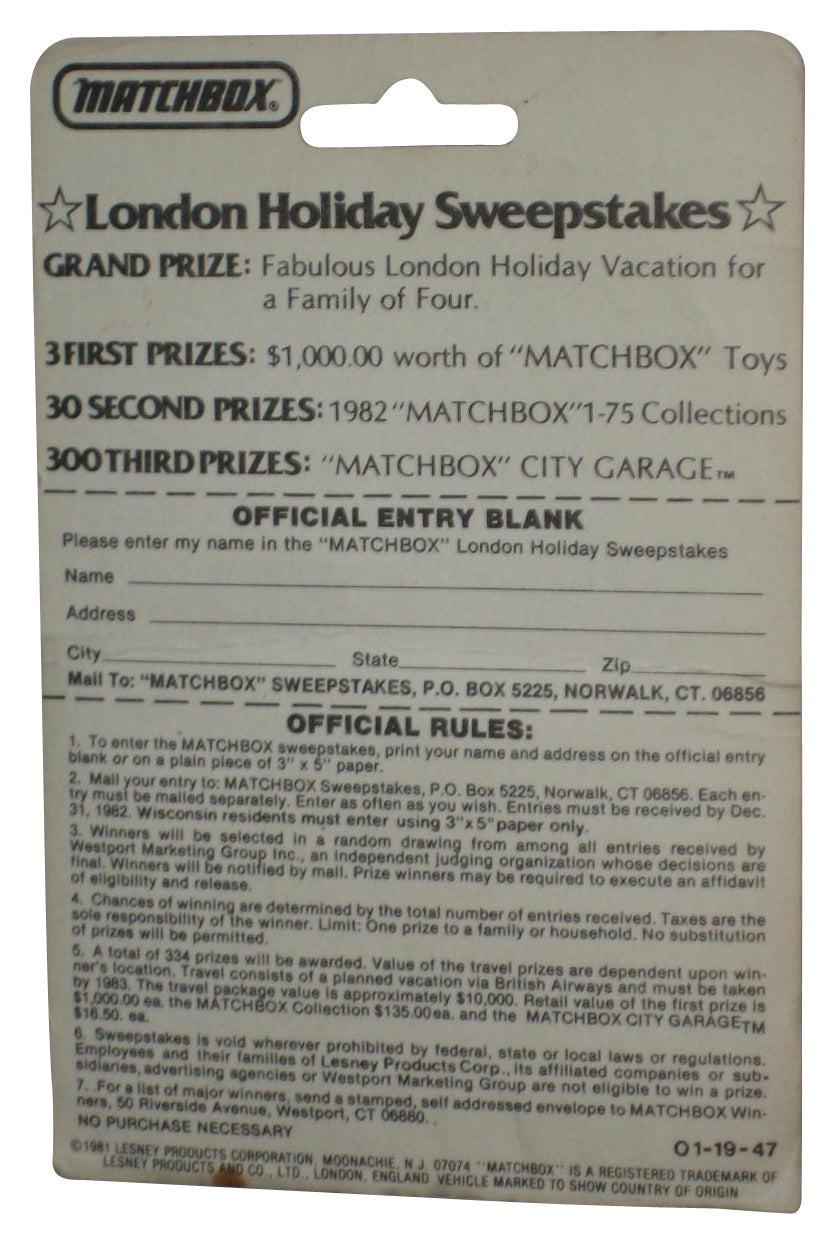 MATCHBOX®
☆London Holiday Sweepstakes☆
GRAND PRIZE: Fabulous London Holiday Vacation for
a Family of Four.
3 FIRST PRIZES: $1,000.00 worth of "MATCHBOX" Toys
30 SECOND PRIZES: 1982 "MATCHBOX" 1-75 Collections
300 THIRD PRIZES: "MATCHBOX" CITY GARAGE™
OFFICIAL ENTRY BLANK
Please enter my name in the "MATCHBOX" London Holiday Sweepstakes
Name
Address
City State Zip
Mail To: "MATCHBOX" SWEEPSTAKES, P.O. BOX 5225, NORWALK, CT. 06856
OFFICIAL RULES:
1. To enter the MATCHBOX sweepstakes, print your name and address on the official entry
blank or on a plain piece of 3" x 5" paper.
2. Mail your entry to: MATCHBOX Sweepstakes, P.O. Box 5225, Norwalk, CT 06856. Each en-
try must be mailed separately. Enter as often as you wish. Entries must be received by Dec.
31, 1982. Wisconsin residents must enter using 3"x 5" paper only.
3. Winners will be selected in a random drawing from among all entries received by
Westport Marketing Group Inc., an independent judging organization whose decisions are
final. Winners will be notified by mail. Prize winners may be required to execute an affidavit
of eligibility and release.
4. Chances of winning are determined by the total number of entries received. Taxes are the
sole responsibility of the winner. Limit: One prize to a family or household. No substitution
of prizes will be permitted.
5. A total of 334 prizes will be awarded. Value of the travel prizes are dependent upon win-
ner's location. Travel consists of a planned vacation via British Airways and must be taken
by 1983. The travel package value is approximately $10,000. Retail value of the first prize is
$1,000.00 ea. the MATCHBOX Collection $135.00ea. and the MATCHBOX CITY GARAGE™
$16.50. ea.
6. Sweepstakes is void wherever prohibited by federal, state or local laws or regulations.
Employees and their families of Lesney Products Corp., its affiliated companies or sub-
sidiaries, advertising agencies or Westport Marketing Group are not eligible to win a prize.
7. For a list of major winners, send a stamped, self addressed envelope to MATCHBOX Win-
ners, 50 Riverside Avenue, Westport, CT 06880.
NO PURCHASE NECESSARY
01-19-47
©1981 LESNEY PRODUCTS CORPORATION, MOONACHIE, N.J. 07074 "MATCHBOX" IS A REGISTERED TRADEMARK OF
LESNEY PRODUCTS AND CO., LTD., LONDON, ENGLAND VEHICLE MARKED TO SHOW COUNTRY OF ORIGIN